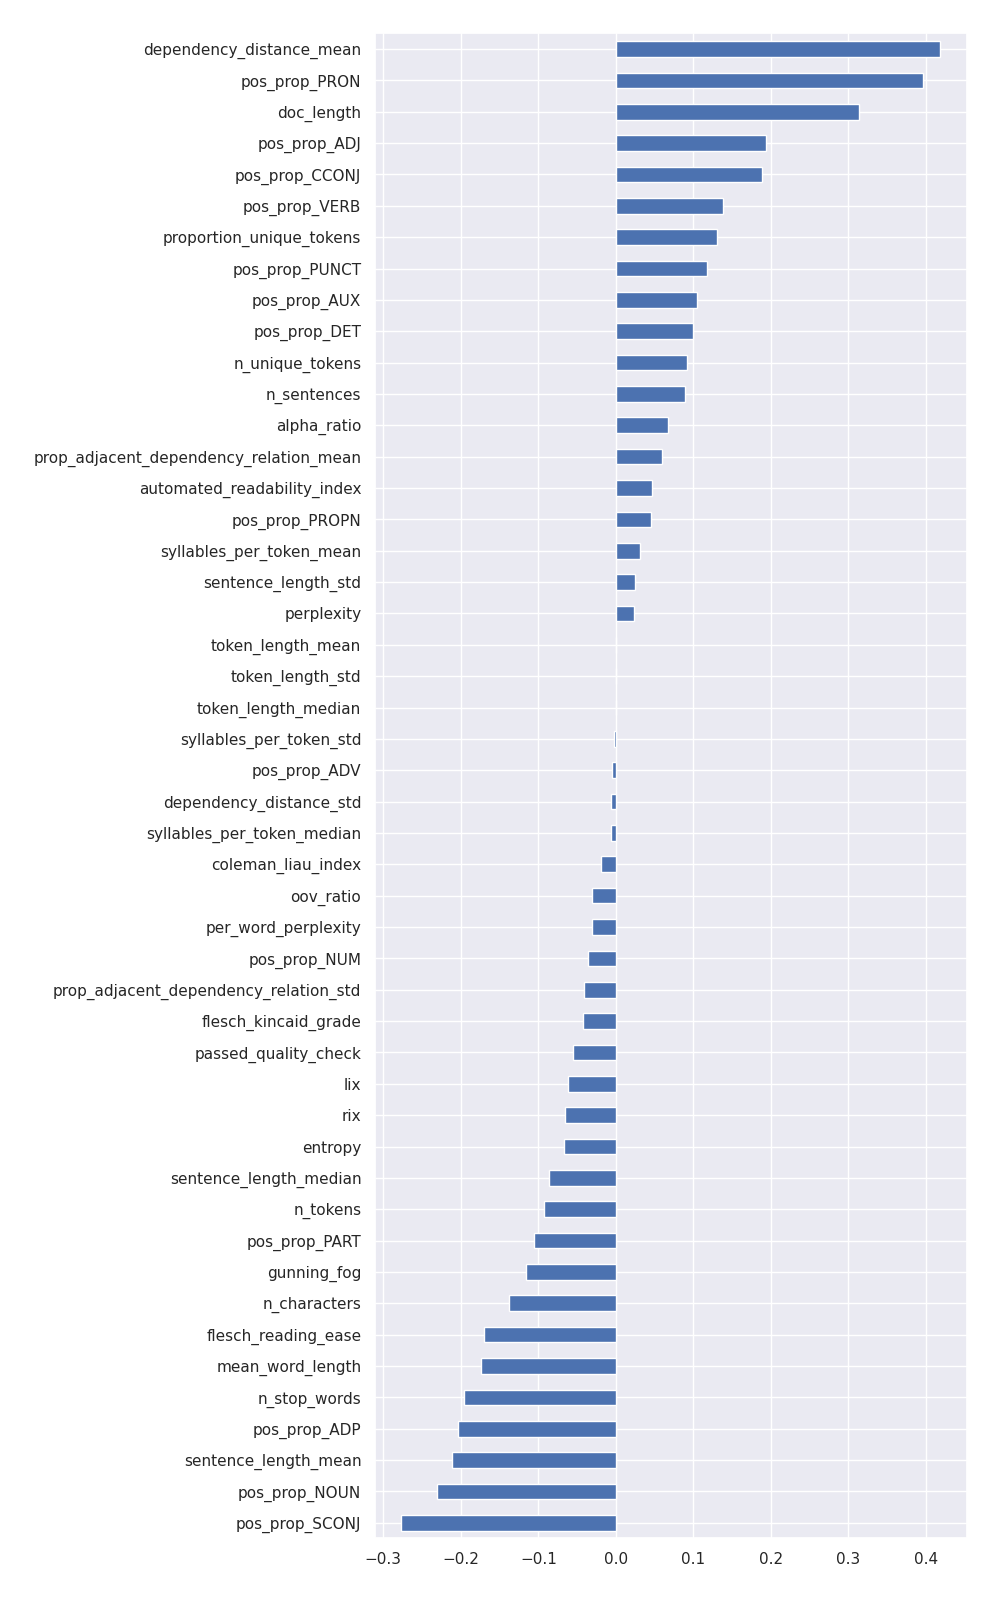 dependency_distance_mean
pos_prop_PRON
doc_length
pos_prop_ADJ
pos_prop_CCONJ
pos_prop_VERB
proportion_unique_tokens
pos_prop_PUNCT
pos_prop_AUX
pos_prop_DET
n_unique_tokens
n_sentences
alpha_ratio
prop_adjacent_dependency_relation_mean
automated_readability_index
pos_prop_PROPN
syllables_per_token_mean
sentence_length_std
perplexity
token_length_mean
token_length_std
token_length_median
syllables_per_token_std
pos_prop_ADV
dependency_distance_std
syllables_per_token_median
coleman_liau_index
oov_ratio
per_word_perplexity
pos_prop_NUM
prop_adjacent_dependency_relation_std
flesch_kincaid_grade
passed_quality_check
lix
rix
entropy
sentence_length_median
n_tokens
pos_prop_PART
gunning_fog
n_characters
flesch_reading_ease
mean_word_length
n_stop_words
pos_prop_ADP
sentence_length_mean
pos_prop_NOUN
pos_prop_SCONJ
−0.3 −0.2 −0.1 0.0 0.1 0.2 0.3 0.4